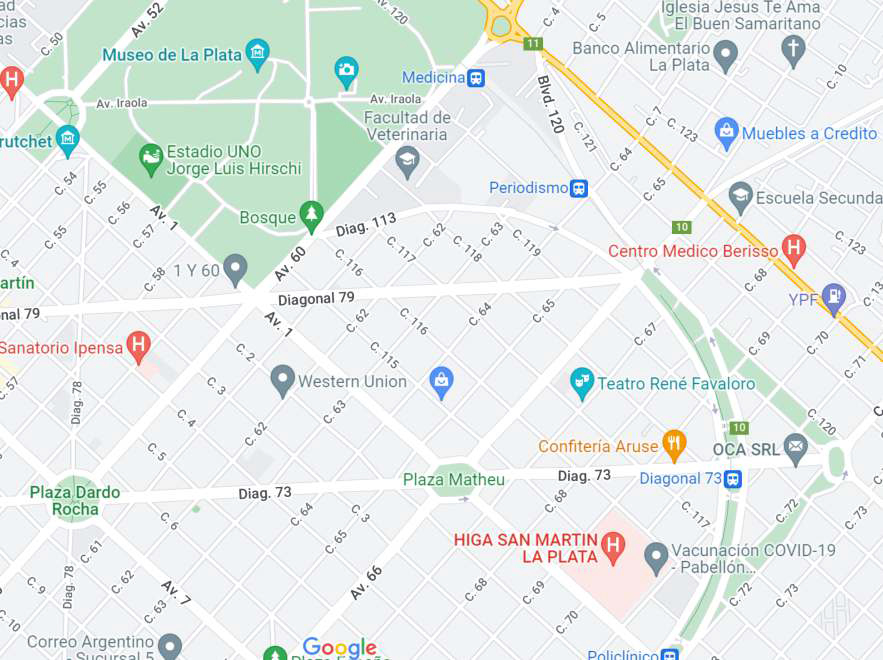 Av. 52
C. 50
Av. 120
C. 4
C. 5
Iglesia Jesus Te Ama
El Buen Samaritano
Banco Alimentario
La Plata
C. 10
11
Museo de La Plata
H
Medicina
Av. Iraola
Av. Iraola
Blvd. 120
Facultad de
Veterinaria
C. 121
C. 7
C. 123
Muebles a Credito
C. 64
Estadio UNO
Jorge Luis Hirschi
C. 54
C. 55
C. 56
C. 57
C. 58
C. 55
C. 56
C. 4
Av. 1
Bosque
Periodismo
C. 65
Escuela Secunda
Diag. 113
C. 62
C. 63
C. 116
C. 117
C. 118
C. 119
10
Centro Medico Berisso
H
C. 123
C. 68
Av. 60
1 Y 60
YPF
Diagonal 79
Av. 1
C. 62
C. 116
C. 64
C. 65
C. 67
C. 69
C. 70
C. 71
Sanatorio Ipensa
H
C. 2
C. 3
C. 115
C. 57
Diag. 78
Western Union
Teatro René Favaloro
C. 4
C. 63
C. 62
C. 5
C. 120
10
Confitería Aruse
OCA SRL
Plaza Dardo
Rocha
Diag. 73
Plaza Matheu
Diag. 73
Diagonal 73
C. 6
C. 64
C. 3
C. 68
C. 117
C. 72
C. 73
C. 65
HIGA SAN MARTIN
LA PLATA
H
Vacunación COVID-19
- Pabellón...
C. 61
C. 9
Diag. 78
C. 62
C. 63
Av. 7
Av. 66
C. 68
C. 69
C. 70
C. 72
C. 73
C. 10
Correo Argentino
- Sucursal 5
Google
Policlínico